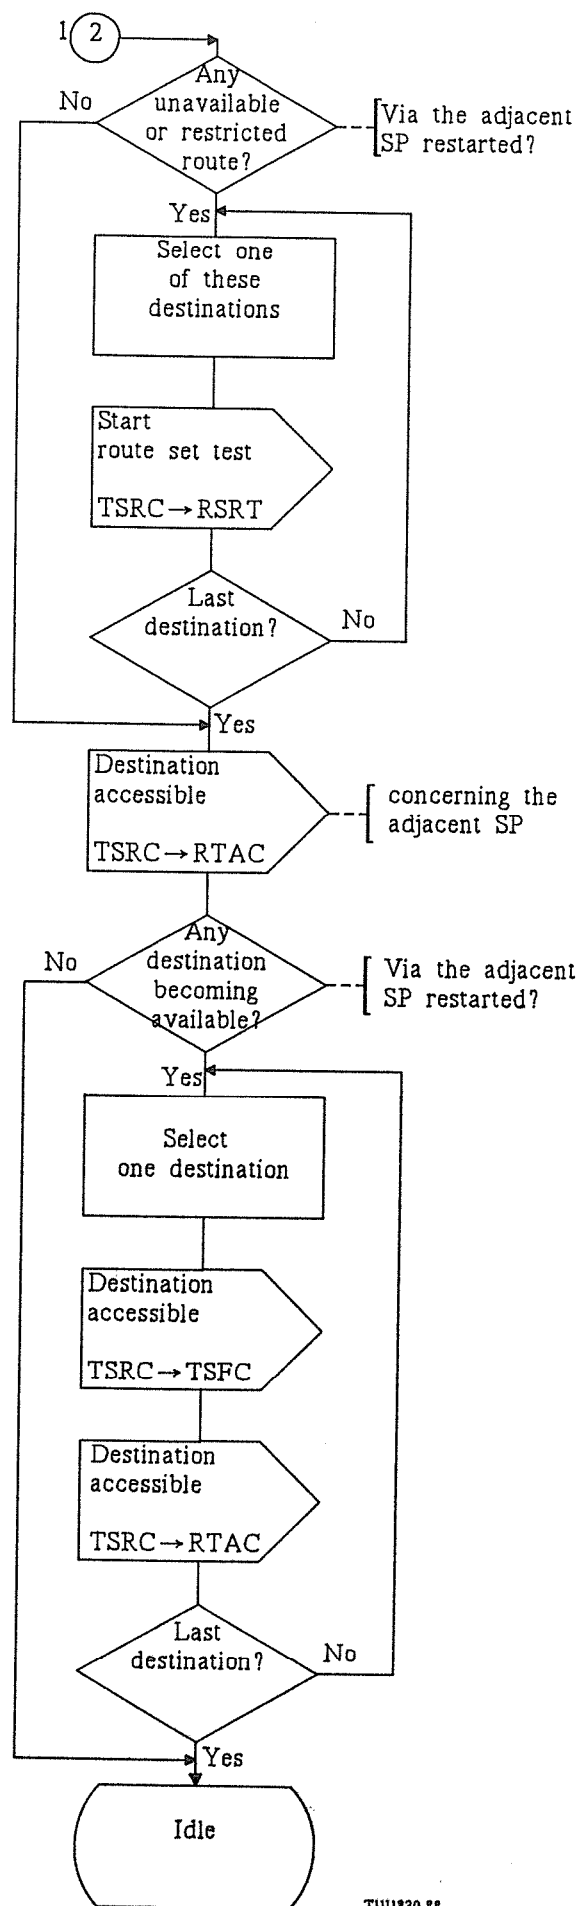 1 2
Any
unavailable
or restricted
route?
No
Via the adjacent
SP restarted?
Yes
Select one
of these
destinations
Start
route set test
TSRC→RSRT
Last
destination?
No
Yes
Destination
accessible
TSRC→RTAC
concerning the
adjacent SP
Any
destination
becoming
available?
No
Via the adjacent
SP restarted?
Yes
Select
one destination
Destination
accessible
TSRC→TSFC
Destination
accessible
TSRC→RTAC
Last
destination?
No
Yes
Idle